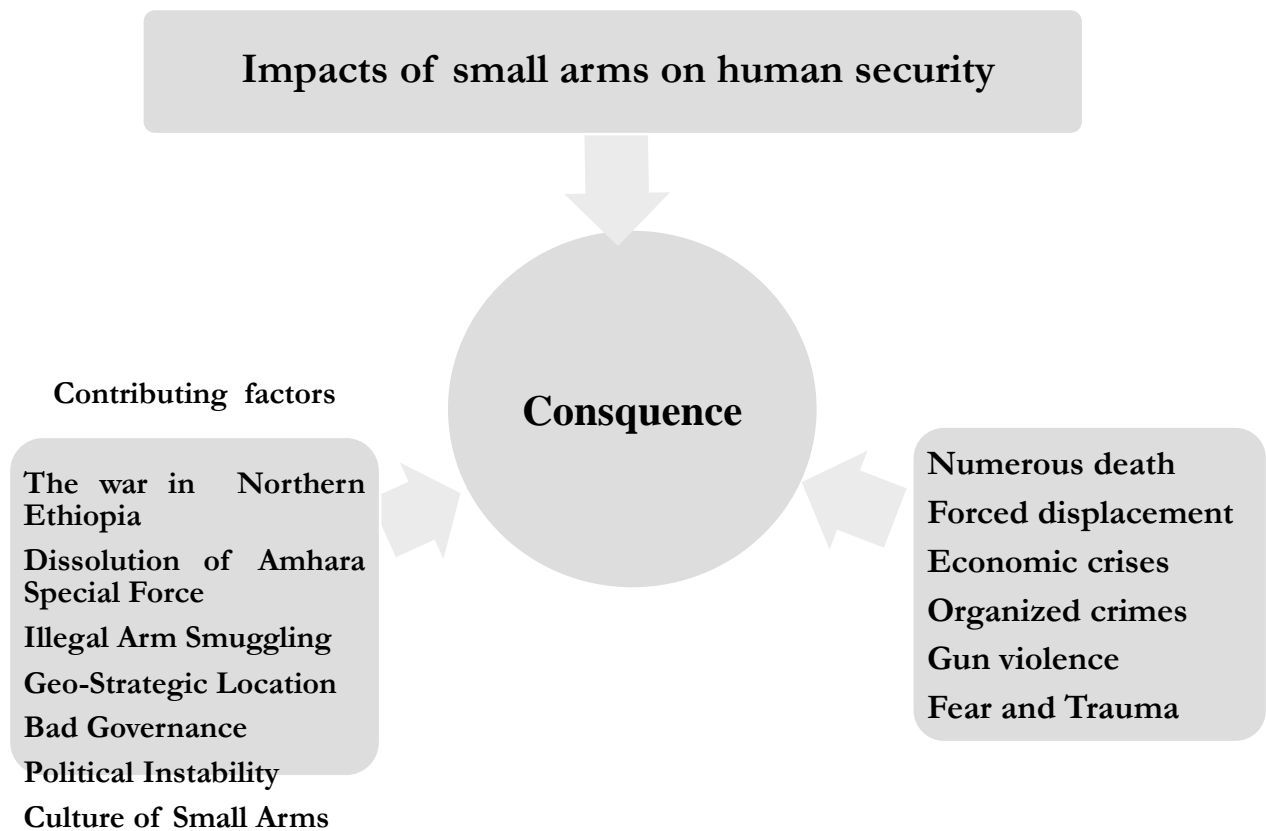 Impacts of small arms on human security
Contributing factors
The war in Northern
Ethiopia
Dissolution of Amhara
Special Force
Illegal Arm Smuggling
Geo-Strategic Location
Bad Governance
Political Instability
Culture of Small Arms
Consquence
Numerous death
Forced displacement
Economic crises
Organized crimes
Gun violence
Fear and Trauma